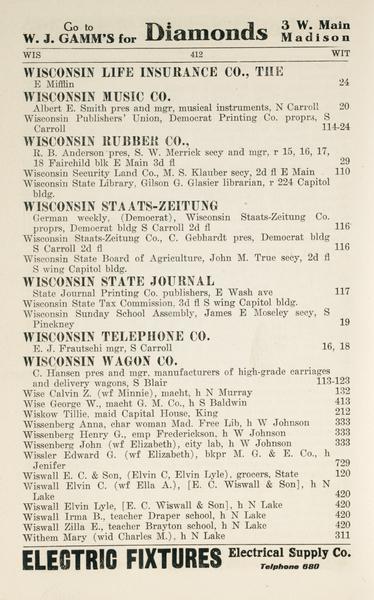 Go to
W. J. GAMM'S for Diamonds 3 W. Main
Madison
WIS 412 WIT
WISCONSIN LIFE INSURANCE CO., THE
E Mifflin 24
WISCONSIN MUSIC CO.
Albert E. Smith pres and mgr, musical instruments, N Carroll 20
Wisconsin Publishers' Union, Democrat Printing Co. proprs, S
Carroll 114-24
WISCONSIN RUBBER CO.,
R. B. Anderson pres, S. W. Merrick secy and mgr, r 15, 16, 17,
18 Fairchild blk E Main 3d fl 29
Wisconsin Security Land Co., M. S. Klauber secy, 2d fl E Main 110
Wisconsin State Library, Gilson G. Glasier librarian, r 224 Capitol
bldg.
WISCONSIN STAATS-ZEITUNG
German weekly, (Democrat), Wisconsin Staats-Zeitung Co.
proprs, Democrat bldg S Carroll 2d fl 116
Wisconsin Staats-Zeitung Co., C. Gebhardt pres, Democrat bldg
S Carroll 2d fl 116
Wisconsin State Board of Agriculture, John M. True secy, 2d fl
S wing Capitol bldg.
WISCONSIN STATE JOURNAL
State Journal Printing Co. publishers, E Wash ave 117
Wisconsin State Tax Commission, 3d fl S wing Capitol bldg.
Wisconsin Sunday School Assembly, James E Moseley secy, S
Pinckney 19
WISCONSIN TELEPHONE CO.
E. J. Frautschi mgr, S Carroll 16, 18
WISCONSIN WAGON CO.
C. Hansen pres and mgr, manufacturers of high-grade carriages
and delivery wagons, S Blair 113-123
Wise Calvin Z. (wf Minnie), macht, h N Murray 132
Wise George W., macht G. M. Co., h S Baldwin 413
Wiskow Tillie, maid Capital House, King 212
Wissenberg Anna, char woman Mad. Free Lib, h W Johnson 333
Wissenberg Henry G., emp Frederickson, h W Johnson 333
Wissenberg John (wf Elizabeth), city lab, h W Johnson 333
Wissler Edward G. (wf Elizabeth), bkpr M. G. & E. Co., h
Jenifer 729
Wiswall E. C. & Son, (Elvin C, Elvin Lyle), grocers, State 120
Wiswall Elvin C. (wf Ella A.), [E. C. Wiswall & Son], h N
Lake 420
Wiswall Elvin Lyle, [E. C. Wiswall & Son], h N Lake 420
Wiswall Irma B., teacher Draper school, h N Lake 420
Wiswall Zilla E., teacher Brayton school, h N Lake 420
Withem Mary (wid Charles M.), h N Lake 311
ELECTRIC FIXTURES Electrical Supply Co.
Telphone 680